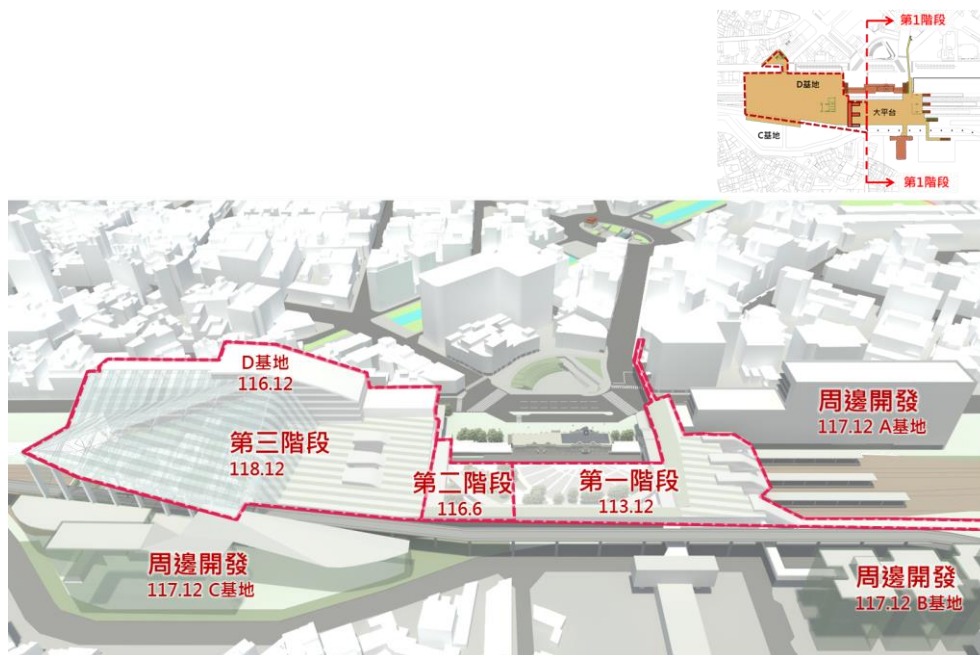 第1階段
D基地
大平台
C基地
第1階段
D基地
116.12
第三階段
118.12
第二階段
116.6
第一階段
113.12
周邊開發
117.12 A基地
周邊開發
117.12 C基地
周邊開發
117.12 B基地